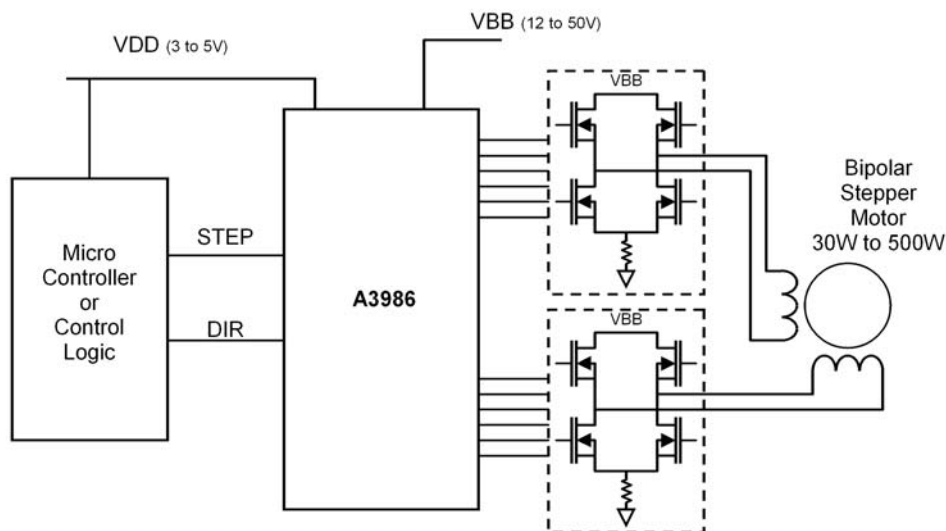 VDD (3 to 5V)
VBB (12 to 50V)
VBB
Bipolar
Stepper
Motor
30W to 500W
Micro
Controller
or
Control
Logic
STEP
DIR
A3986
VBB